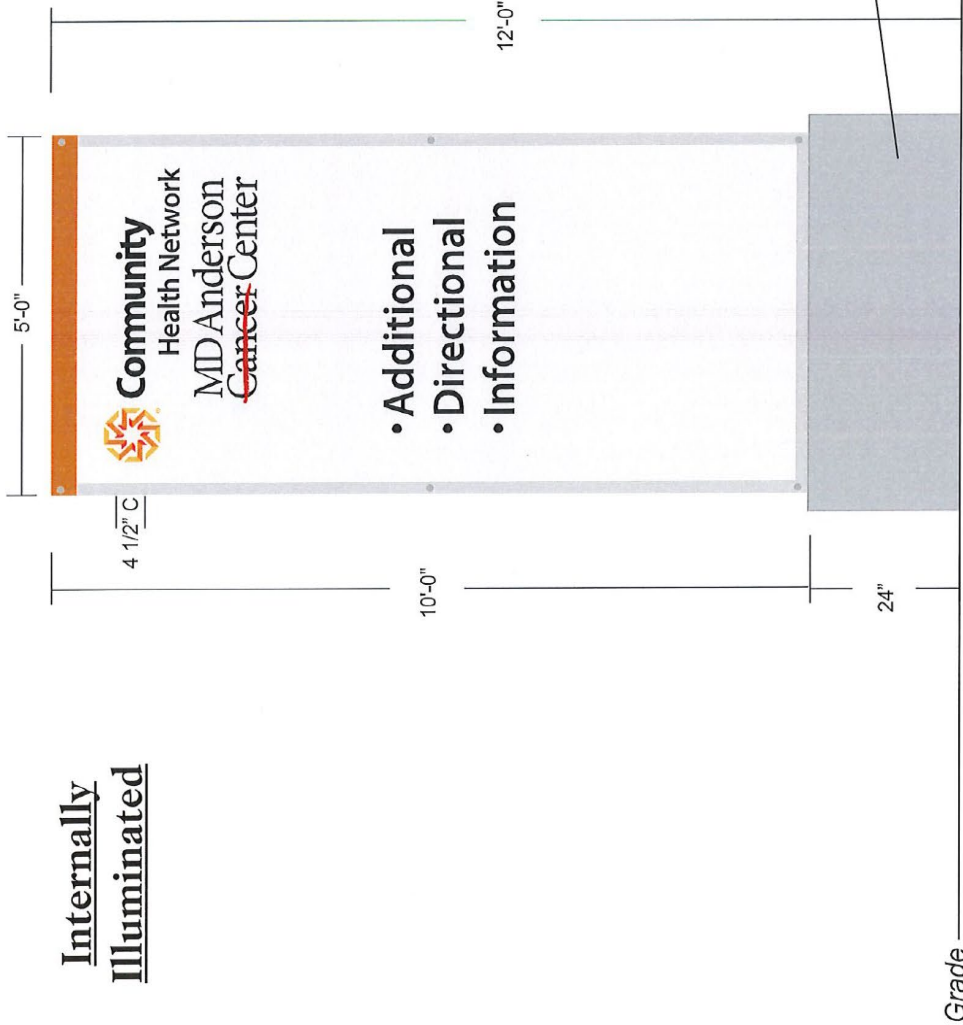 Internally
Illuminated
5'-0"
12'-0"
4 1/2" C
10'-0"
24"
Community
Health Network
MD Anderson
Cancer Center
• Additional
• Directional
• Information
Grade